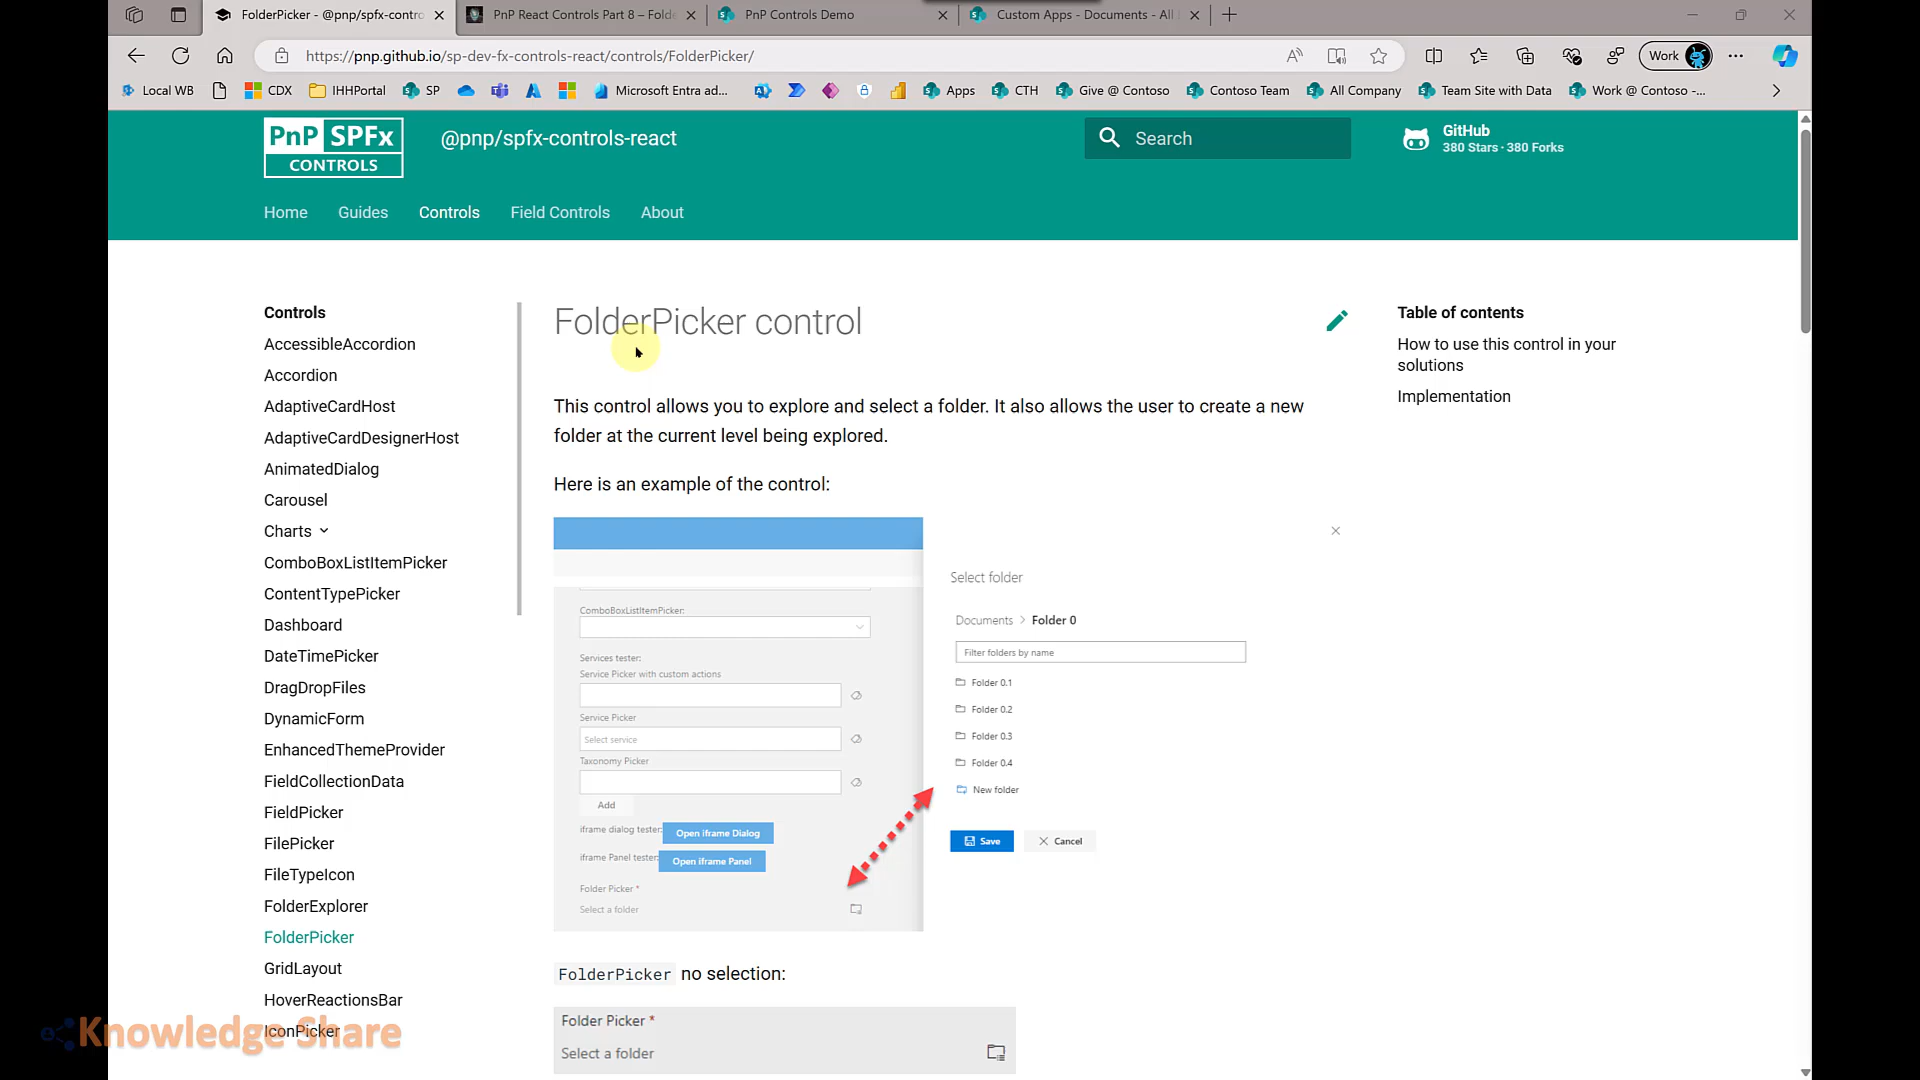 FolderPicker - @pnp/spfx-contro
PnP React Controls Part 8 – Folde
PnP Controls Demo
Custom Apps - Documents - All
https://pnp.github.io/sp-dev-fx-controls-react/controls/FolderPicker/
Work
Local WB
CDX
IHHPortal
SP
Microsoft Entra ad...
Apps
CTH
Give @ Contoso
Contoso Team
All Company
Team Site with Data
Work @ Contoso -...
PnP SPFx
CONTROLS
@pnp/spfx-controls-react
Search
GitHub
380 Stars · 380 Forks
Home
Guides
Controls
Field Controls
About
Controls
AccessibleAccordion
Accordion
AdaptiveCardHost
AdaptiveCardDesignerHost
AnimatedDialog
Carousel
Charts
ComboBoxListItemPicker
ContentTypePicker
Dashboard
DateTimePicker
DragDropFiles
DynamicForm
EnhancedThemeProvider
FieldCollectionData
FieldPicker
FilePicker
FileTypeIcon
FolderExplorer
FolderPicker
GridLayout
HoverReactionsBar
IconPicker
Knowledge Share
FolderPicker control
This control allows you to explore and select a folder. It also allows the user to create a new
folder at the current level being explored.
Here is an example of the control:
ComboBoxListItemPicker:
Services tester:
Service Picker with custom actions
Service Picker
Select service
Taxonomy Picker
Add
iframe dialog tester:
Open iframe Dialog
iframe Panel tester:
Open iframe Panel
Folder Picker *
Select a folder
Select folder
Documents > Folder 0
Filter folders by name
Folder 0.1
Folder 0.2
Folder 0.3
Folder 0.4
New folder
Save
Cancel
FolderPicker no selection:
Folder Picker *
Select a folder
Table of contents
How to use this control in your
solutions
Implementation